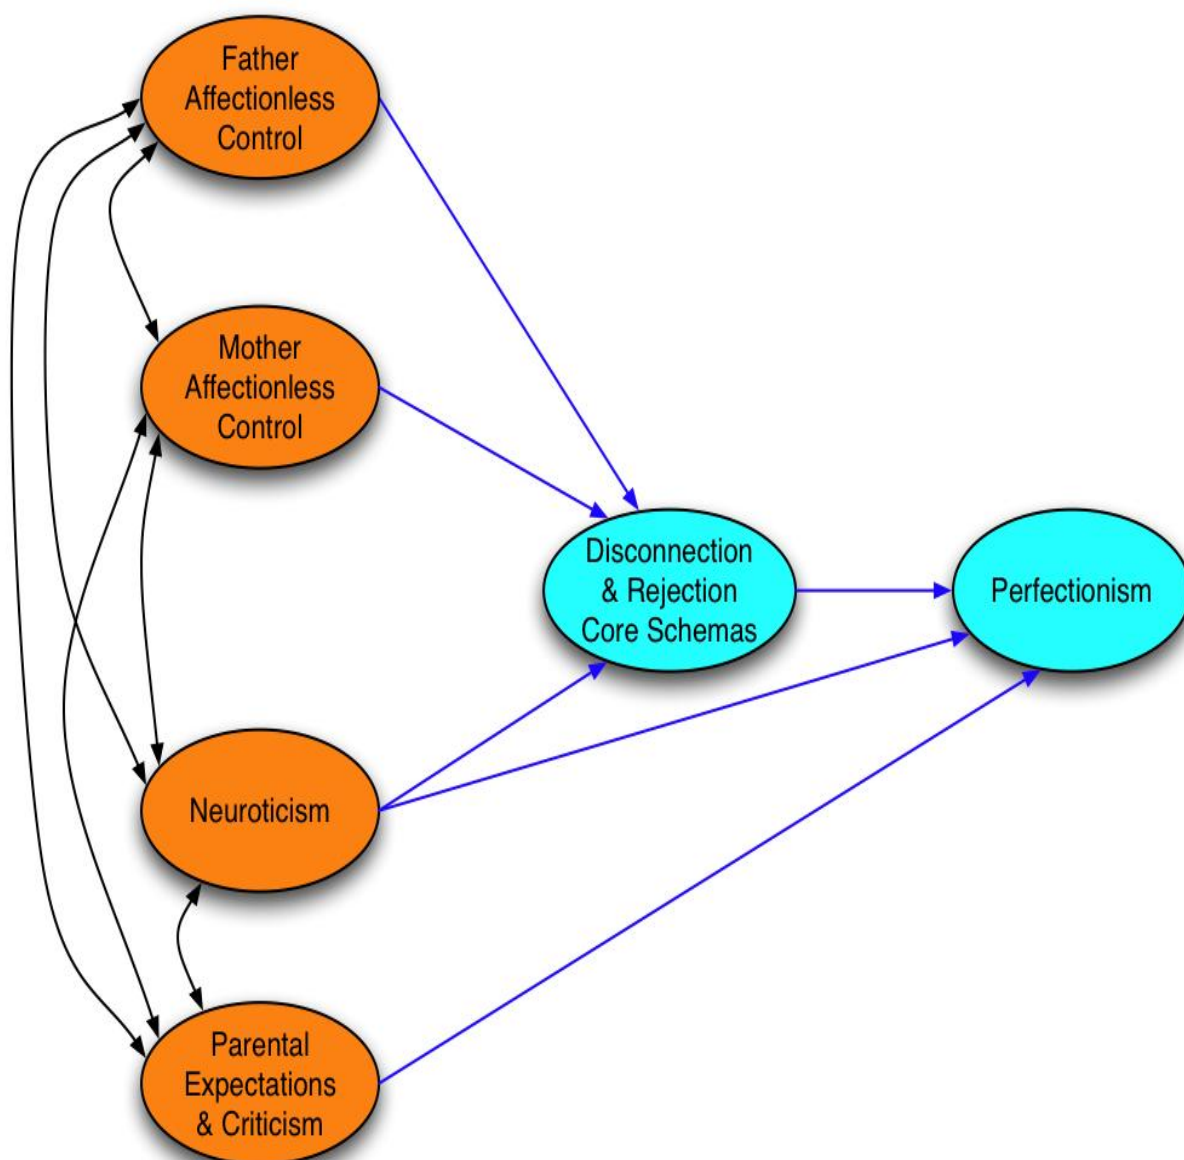 Father
Affectionless
Control
Mother
Affectionless
Control
Disconnection
& Rejection
Core Schemas
Perfectionism
Neuroticism
Parental
Expectations
& Criticism